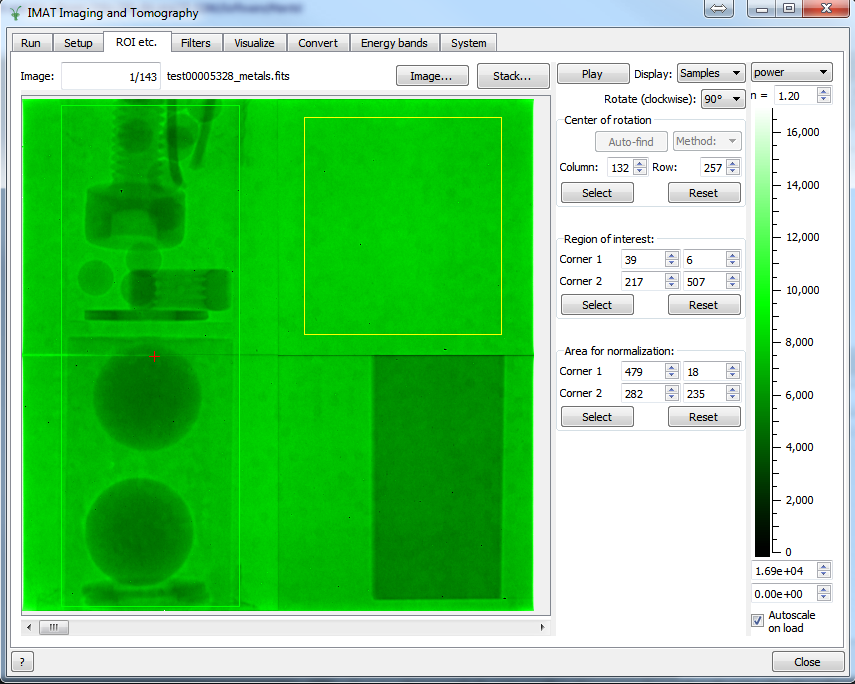 IMAT Imaging and Tomography
Run Setup ROI etc. Filters Visualize Convert Energy bands System
Image: 1/143 test00005328_metals.fits Image... Stack... Play Display: Samples power
Rotate (clockwise): 90° n = 1.20
Center of rotation
Auto-find Method:
Column: 132 Row: 257
Select Reset
Region of interest:
Corner 1 39 6
Corner 2 217 507
Select Reset
Area for normalization:
Corner 1 479 18
Corner 2 282 235
Select Reset
16,000
14,000
12,000
10,000
8,000
6,000
4,000
2,000
0
1.69e+04
0.00e+00
Autoscale
on load
? Close